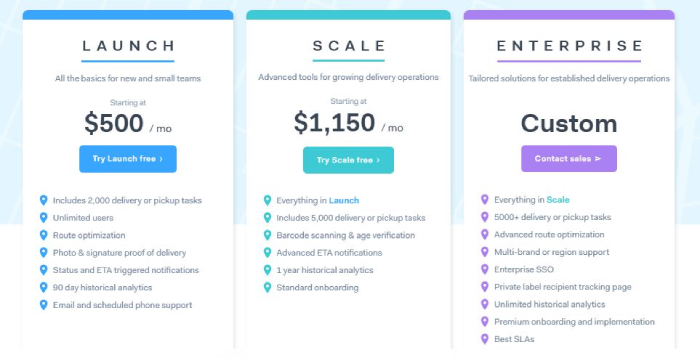 LAUNCH
All the basics for new and small teams
Starting at
$500 / mo
Try Launch free ›
Includes 2,000 delivery or pickup tasks
Unlimited users
Route optimization
Photo & signature proof of delivery
Status and ETA triggered notifications
90 day historical analytics
Email and scheduled phone support
SCALE
Advanced tools for growing delivery operations
Starting at
$1,150 / mo
Try Scale free ›
Everything in Launch
Includes 5,000 delivery or pickup tasks
Barcode scanning & age verification
Advanced ETA notifications
1 year historical analytics
Standard onboarding
ENTERPRISE
Tailored solutions for established delivery operations
Custom
Contact sales ➢
Everything in Scale
5000+ delivery or pickup tasks
Advanced route optimization
Multi-brand or region support
Enterprise SSO
Private label recipient tracking page
Unlimited historical analytics
Premium onboarding and implementation
Best SLAs